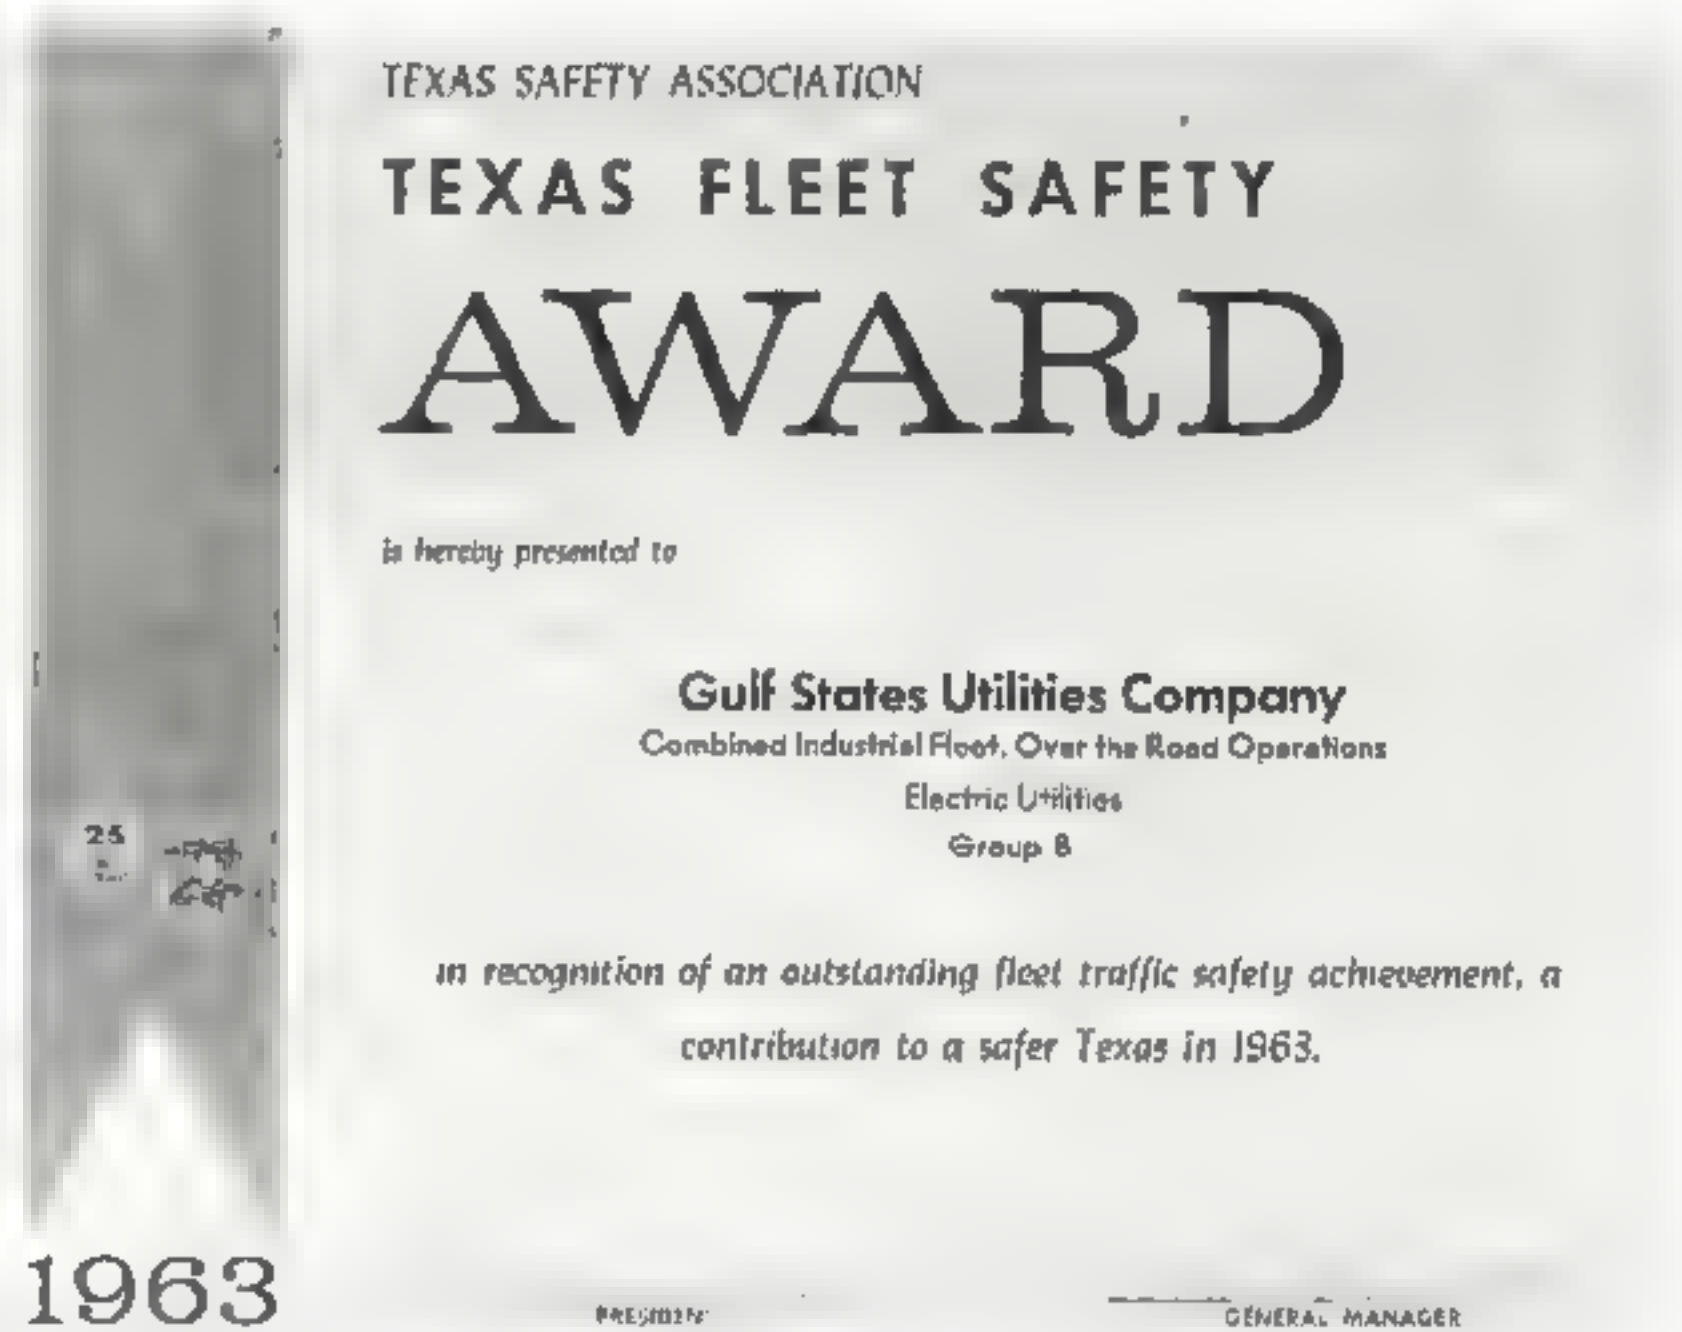 TEXAS SAFETY ASSOCIATION
TEXAS FLEET SAFETY
AWARD
is hereby presented to
Gulf States Utilities Company
Combined Industrial Fleet, Over the Road Operations
Electric Utilities
Group B
in recognition of an outstanding fleet traffic safety achievement, a
contribution to a safer Texas in 1963.
25
1963
PRESIDENT
GENERAL MANAGER